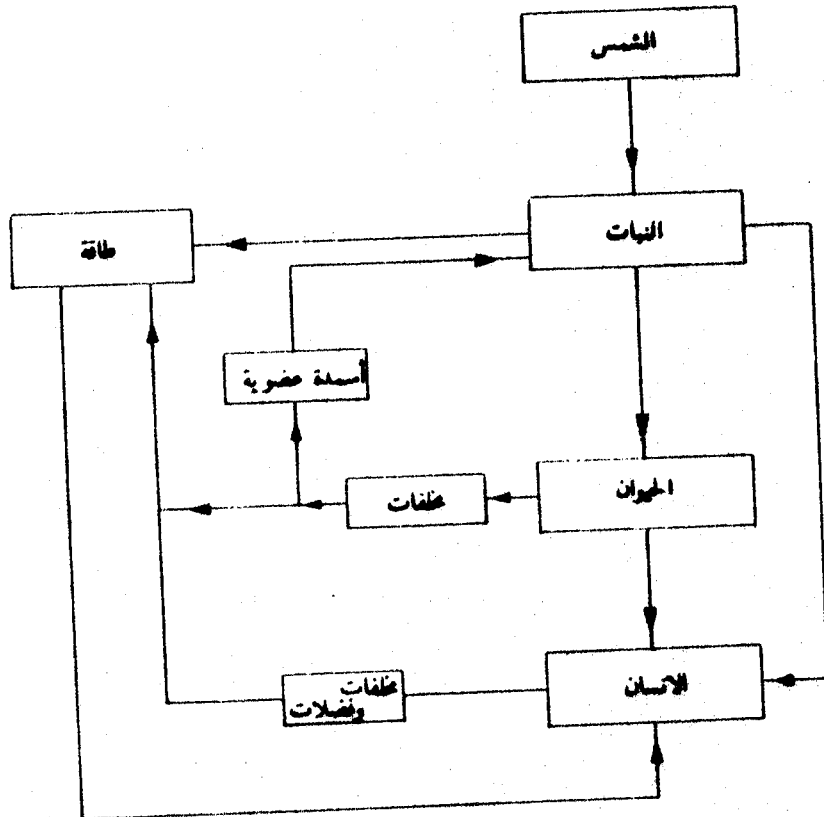 الشمس
النبات
طاقة
أسمدة عضوية
الحيوان
مخلفات
الانسان
مخلفات
وفضلات